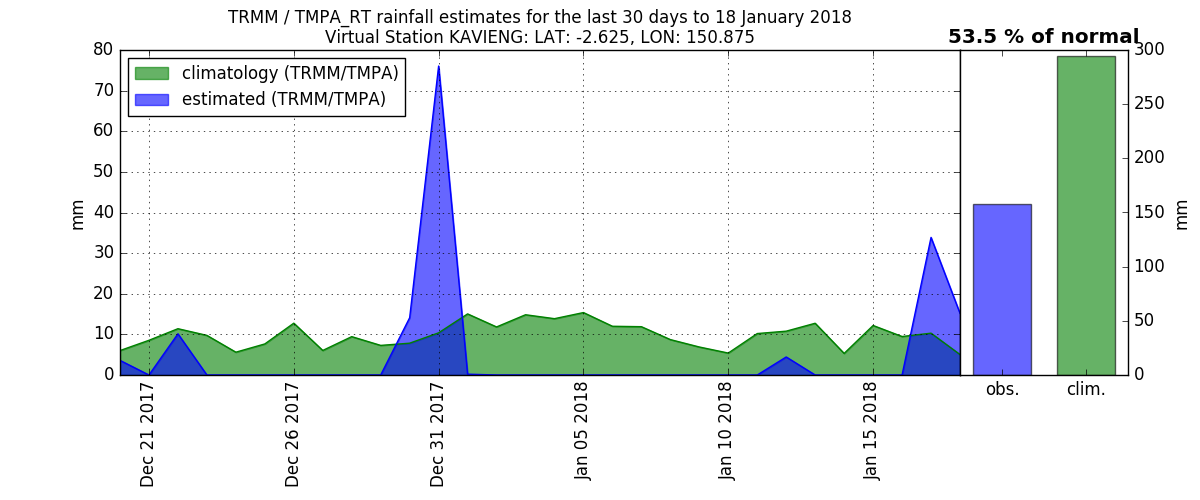 TRMM / TMPA_RT rainfall estimates for the last 30 days to 18 January 2018
Virtual Station KAVIENG: LAT: -2.625, LON: 150.875
53.5 % of normal
climatology (TRMM/TMPA)
estimated (TRMM/TMPA)
mm
80
70
60
50
40
30
20
10
0
Dec 21 2017
Dec 26 2017
Dec 31 2017
Jan 05 2018
Jan 10 2018
Jan 15 2018
obs.
clim.
300
250
200
150
100
50
0
mm